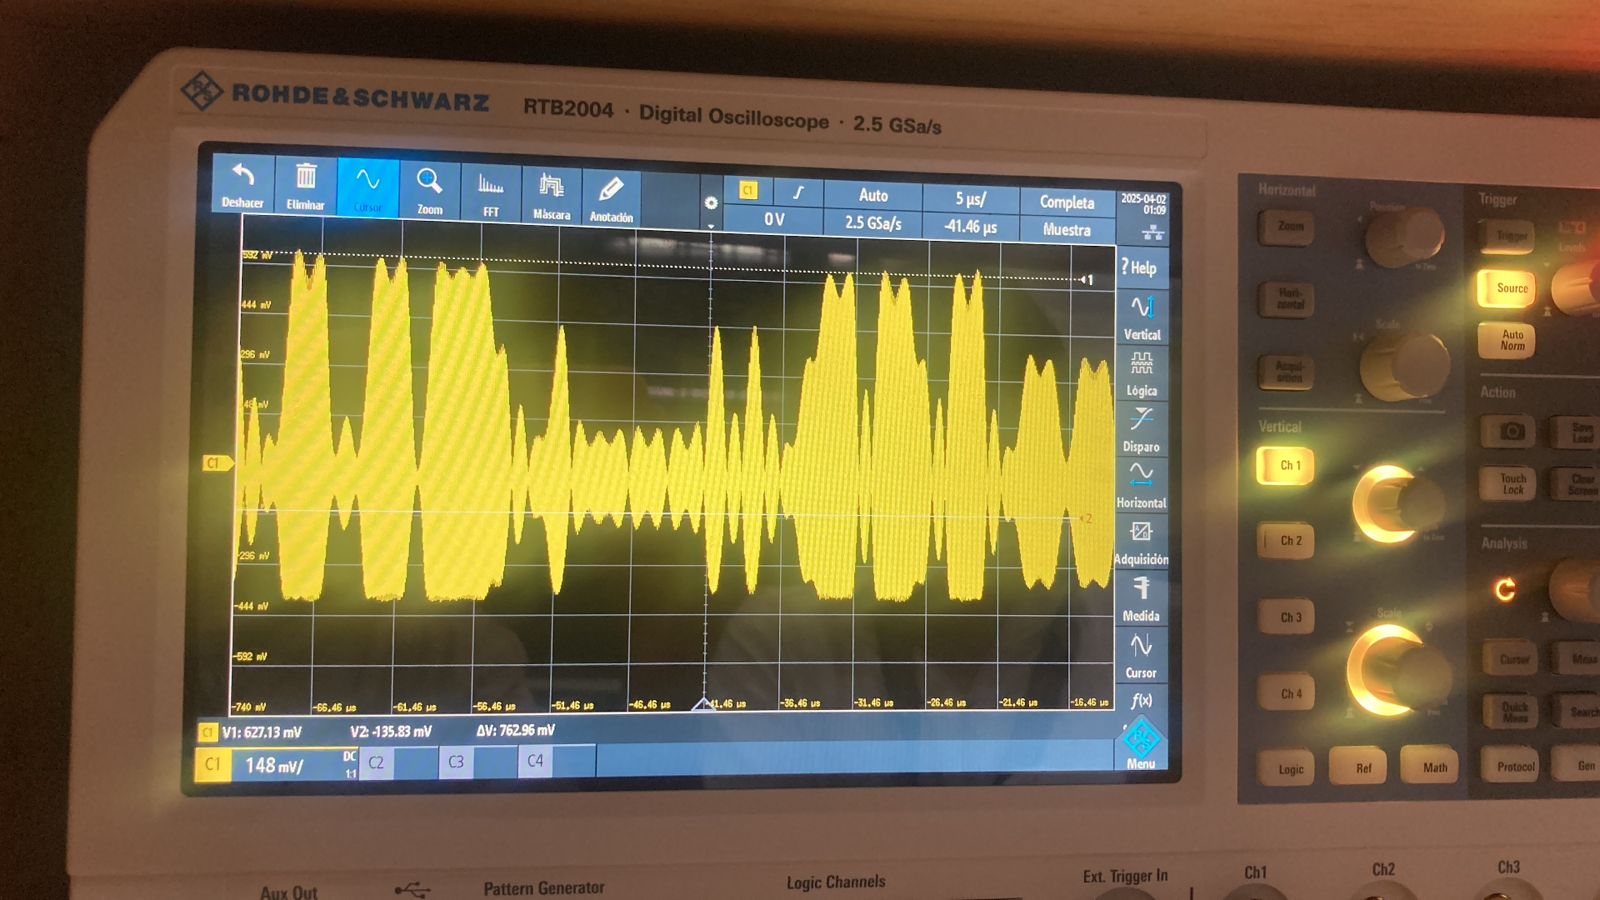 ROHDE&SCHWARZ RTB2004 · Digital Oscilloscope · 2.5 GSa/s
Deshacer Eliminar Cursor Zoom FFT Máscara Anotación
C1 Auto 5 µs/ Completa
0 V 2.5 GSa/s -41.46 µs Muestra
2025-04-02
01:09
592 mV
444 mV
296 mV
C1
-296 mV
-444 mV
-592 mV
-740 mV -66.46 µs -61.46 µs -56.46 µs -51.46 µs -46.46 µs -41.46 µs -36.46 µs -31.46 µs -26.46 µs -21.46 µs -16.46 µs
1
2
? Help
Vertical
Lógica
Disparo
Horizontal
Adquisición
Medida
Cursor
f(x)
Menu
C1 V1: 627.13 mV V2: -135.83 mV ΔV: 762.96 mV
C1 148 mV/ DC
1:1
C2 C3 C4
Horizontal
Position
Zoom
Hori-
zontal
Scale
Acqui-
sition
Vertical
Ch 1
Ch 2
Ch 3
Scale
Ch 4
Logic Ref Math
Trigger
Trigger
Levels
Source
Auto
Norm
Action
Save
Load
Touch
Lock
Clear
Screen
Analysis
Cursor Meas
Quick
Meas
Search
Protocol Gen
Aux Out Pattern Generator Logic Channels Ext. Trigger In Ch1 Ch2 Ch3